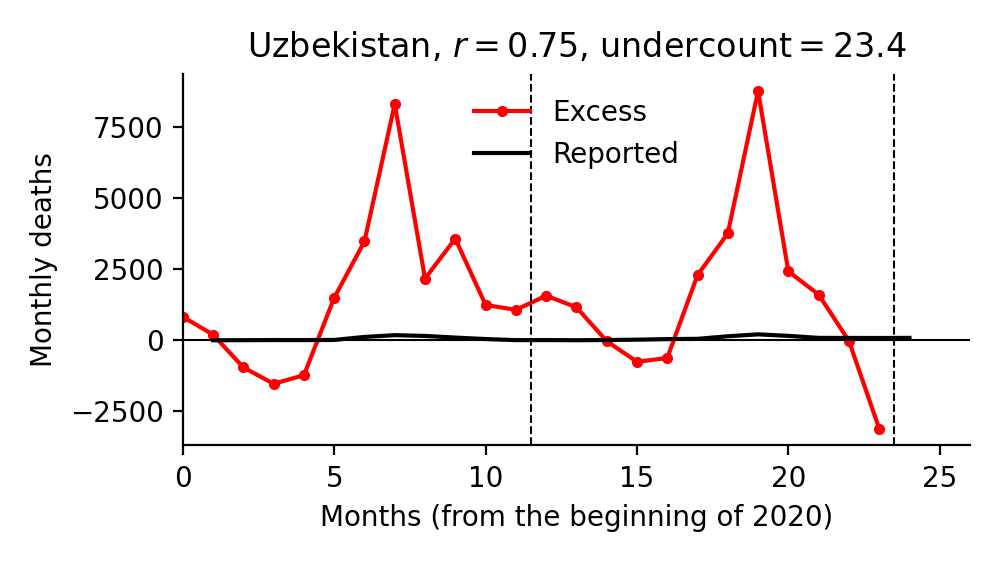 Uzbekistan, r = 0.75, undercount = 23.4
Excess
Reported
Monthly deaths
7500
5000
2500
0
−2500
0 5 10 15 20 25
Months (from the beginning of 2020)